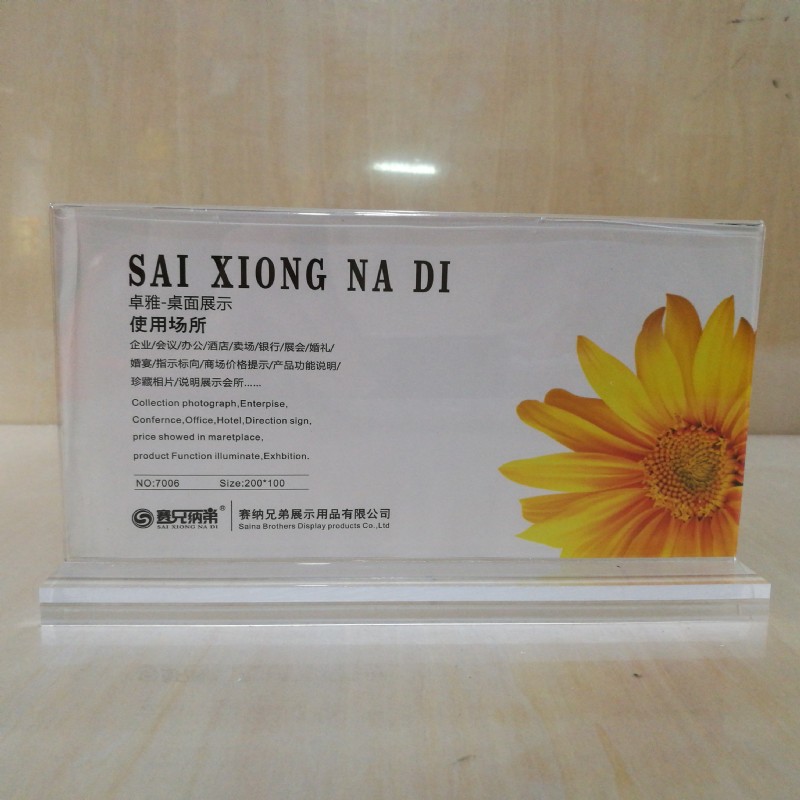 SAI XIONG NA DI
卓雅-桌面展示
使用场所
企业/会议/办公/酒店/卖场/银行/展会/婚礼/
婚宴/指示标向/商场价格提示/产品功能说明/
珍藏相片/说明展示会所......
Collection photograph,Enterpise,
Confernce,Office,Hotel,Direction sign,
price showed in maretplace,
product Function illuminate,Exhbition.
NO:7006 Size:200*100
赛兄纳弟®
SAI XIONG NA DI
赛纳兄弟展示用品有限公司
Saina Brothers Display products Co.,Ltd